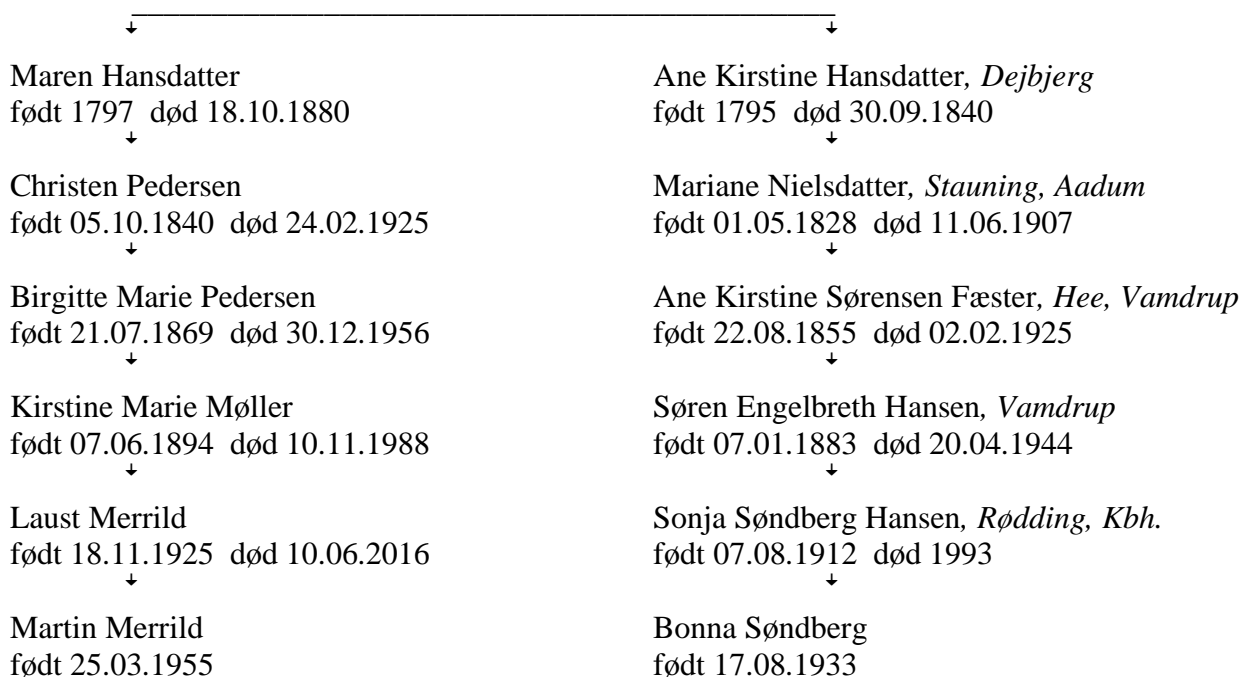 Maren Hansdatter
født 1797 død 18.10.1880
Christen Pedersen
født 05.10.1840 død 24.02.1925
Birgitte Marie Pedersen
født 21.07.1869 død 30.12.1956
Kirstine Marie Møller
født 07.06.1894 død 10.11.1988
Laust Merrild
født 18.11.1925 død 10.06.2016
Martin Merrild
født 25.03.1955
Ane Kirstine Hansdatter, Dejbjerg
født 1795 død 30.09.1840
Mariane Nielsdatter, Stauning, Aadum
født 01.05.1828 død 11.06.1907
Ane Kirstine Sørensen Fæster, Hee, Vamdrup
født 22.08.1855 død 02.02.1925
Søren Engelbreth Hansen, Vamdrup
født 07.01.1883 død 20.04.1944
Sonja Søndberg Hansen, Rødding, Kbh.
født 07.08.1912 død 1993
Bonna Søndberg
født 17.08.1933